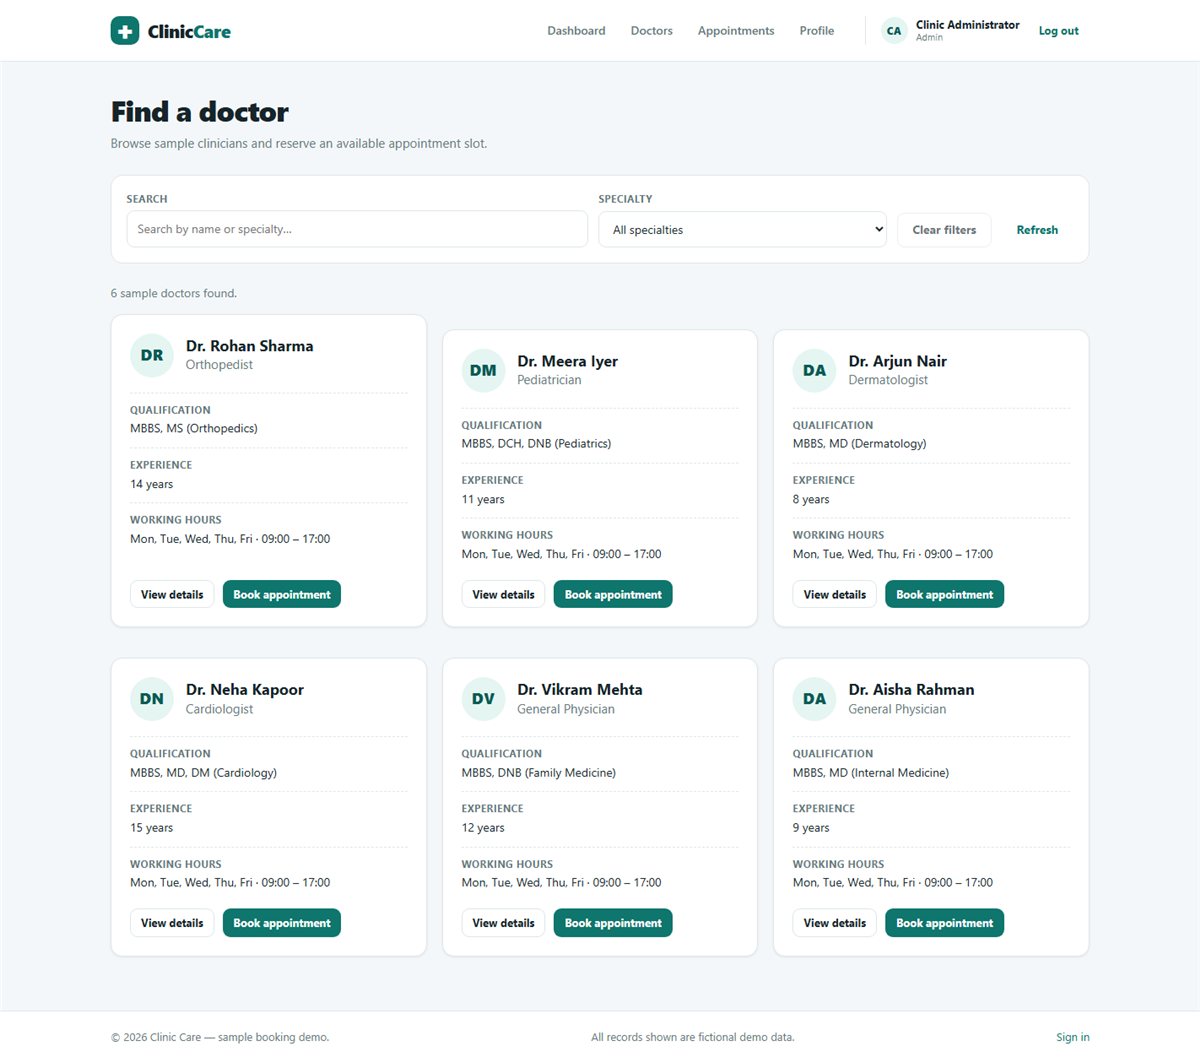 ClinicCare
Dashboard Doctors Appointments Profile
CA Clinic Administrator
Admin
Log out
Find a doctor
Browse sample clinicians and reserve an available appointment slot.
SEARCH
Search by name or specialty...
SPECIALTY
All specialties
Clear filters
Refresh
6 sample doctors found.
DR Dr. Rohan Sharma
Orthopedist
QUALIFICATION
MBBS, MS (Orthopedics)
EXPERIENCE
14 years
WORKING HOURS
Mon, Tue, Wed, Thu, Fri · 09:00 – 17:00
View details Book appointment
DM Dr. Meera Iyer
Pediatrician
QUALIFICATION
MBBS, DCH, DNB (Pediatrics)
EXPERIENCE
11 years
WORKING HOURS
Mon, Tue, Wed, Thu, Fri · 09:00 – 17:00
View details Book appointment
DA Dr. Arjun Nair
Dermatologist
QUALIFICATION
MBBS, MD (Dermatology)
EXPERIENCE
8 years
WORKING HOURS
Mon, Tue, Wed, Thu, Fri · 09:00 – 17:00
View details Book appointment
DN Dr. Neha Kapoor
Cardiologist
QUALIFICATION
MBBS, MD, DM (Cardiology)
EXPERIENCE
15 years
WORKING HOURS
Mon, Tue, Wed, Thu, Fri · 09:00 – 17:00
View details Book appointment
DV Dr. Vikram Mehta
General Physician
QUALIFICATION
MBBS, DNB (Family Medicine)
EXPERIENCE
12 years
WORKING HOURS
Mon, Tue, Wed, Thu, Fri · 09:00 – 17:00
View details Book appointment
DA Dr. Aisha Rahman
General Physician
QUALIFICATION
MBBS, MD (Internal Medicine)
EXPERIENCE
9 years
WORKING HOURS
Mon, Tue, Wed, Thu, Fri · 09:00 – 17:00
View details Book appointment
© 2026 Clinic Care — sample booking demo.
All records shown are fictional demo data.
Sign in